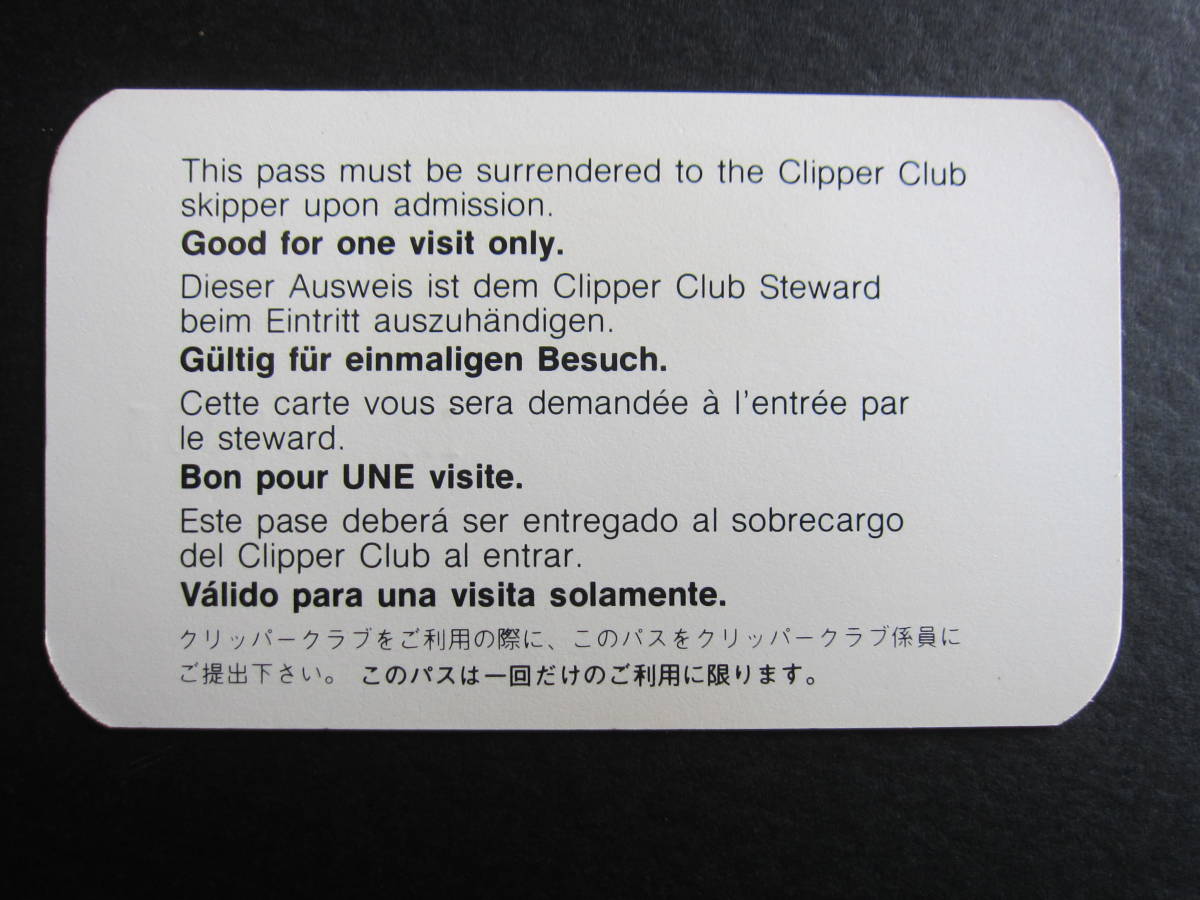 This pass must be surrendered to the Clipper Club
skipper upon admission.
Good for one visit only.
Dieser Ausweis ist dem Clipper Club Steward
beim Eintritt auszuhändigen.
Gültig für einmaligen Besuch.
Cette carte vous sera demandée à l'entrée par
le steward.
Bon pour UNE visite.
Este pase deberá ser entregado al sobrecargo
del Clipper Club al entrar.
Válido para una visita solamente.
クリッパークラブをご利用の際に、このパスをクリッパークラブ係員に
ご提出下さい。 このパスは一回だけのご利用に限ります。